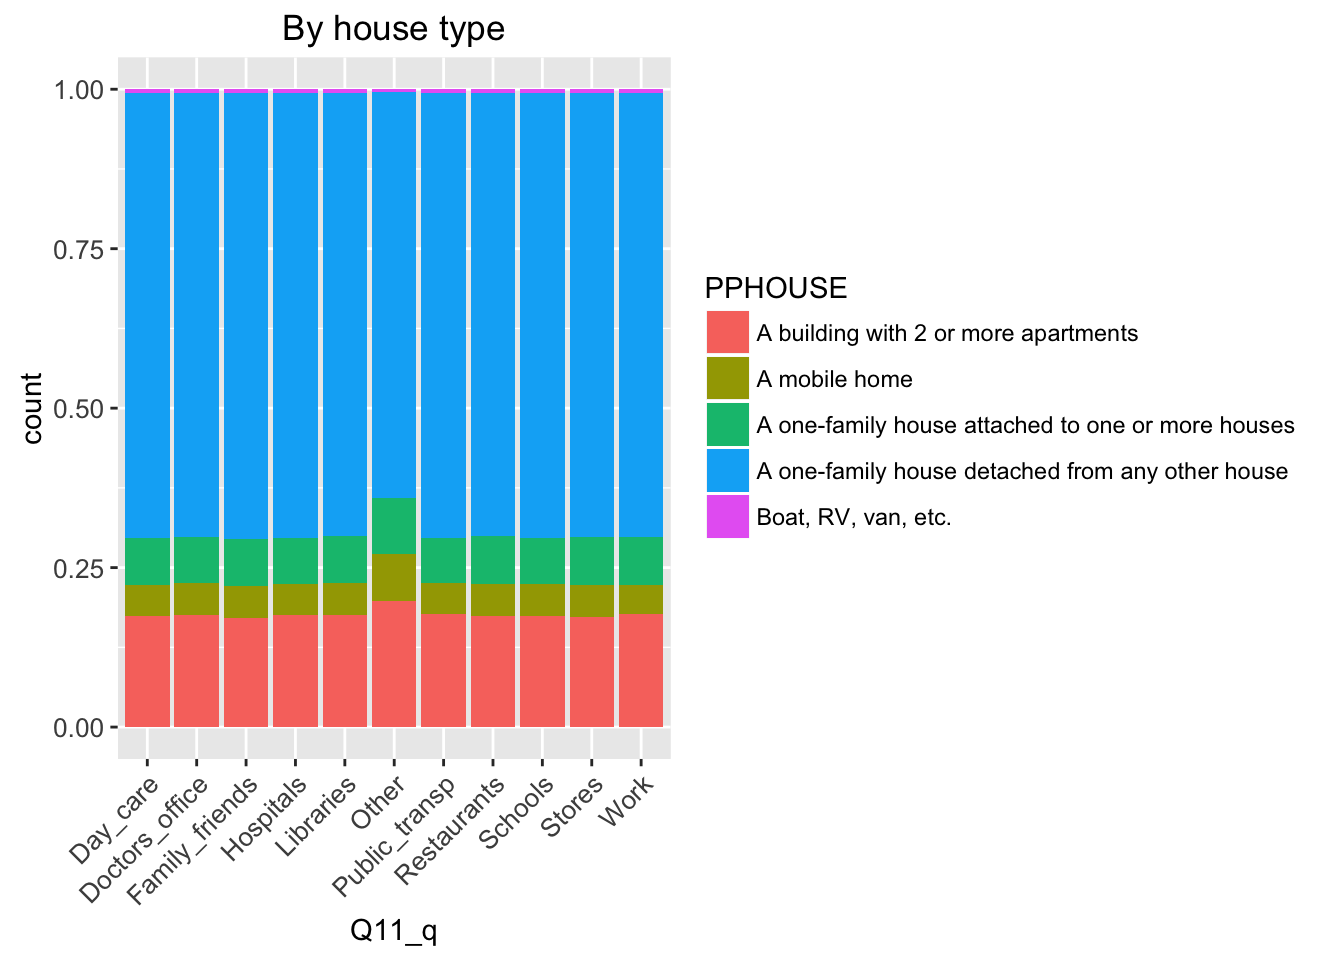 By house type
1.00
0.75
0.50
0.25
0.00
count
Day_care
Doctors_office
Family_friends
Hospitals
Libraries
Other
Public_transp
Restaurants
Schools
Stores
Work
Q11_q
PPHOUSE
A building with 2 or more apartments
A mobile home
A one-family house attached to one or more houses
A one-family house detached from any other house
Boat, RV, van, etc.